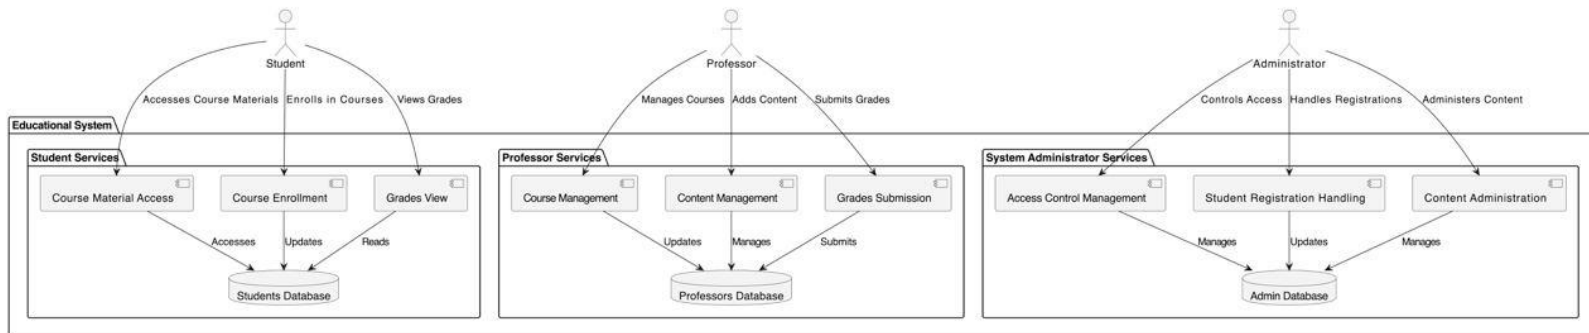 Student
Professor
Administrator
Accesses Course Materials
Enrolls in Courses
Views Grades
Manages Courses
Adds Content
Submits Grades
Controls Access
Handles Registrations
Administers Content
Educational System
Student Services
Professor Services
System Administrator Services
Course Material Access
Course Enrollment
Grades View
Course Management
Content Management
Grades Submission
Access Control Management
Student Registration Handling
Content Administration
Accesses
Updates
Reads
Updates
Manages
Submits
Manages
Updates
Manages
Students Database
Professors Database
Admin Database